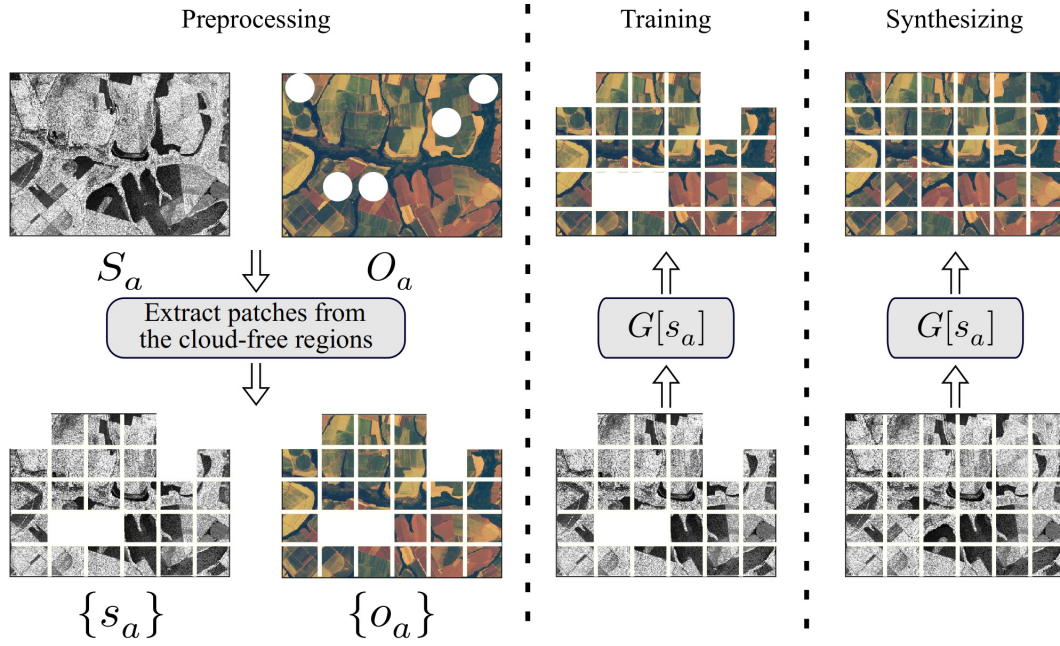 Preprocessing
Training
Synthesizing
S_a
O_a
Extract patches from
the cloud-free regions
G[s_a]
G[s_a]
{s_a}
{o_a}